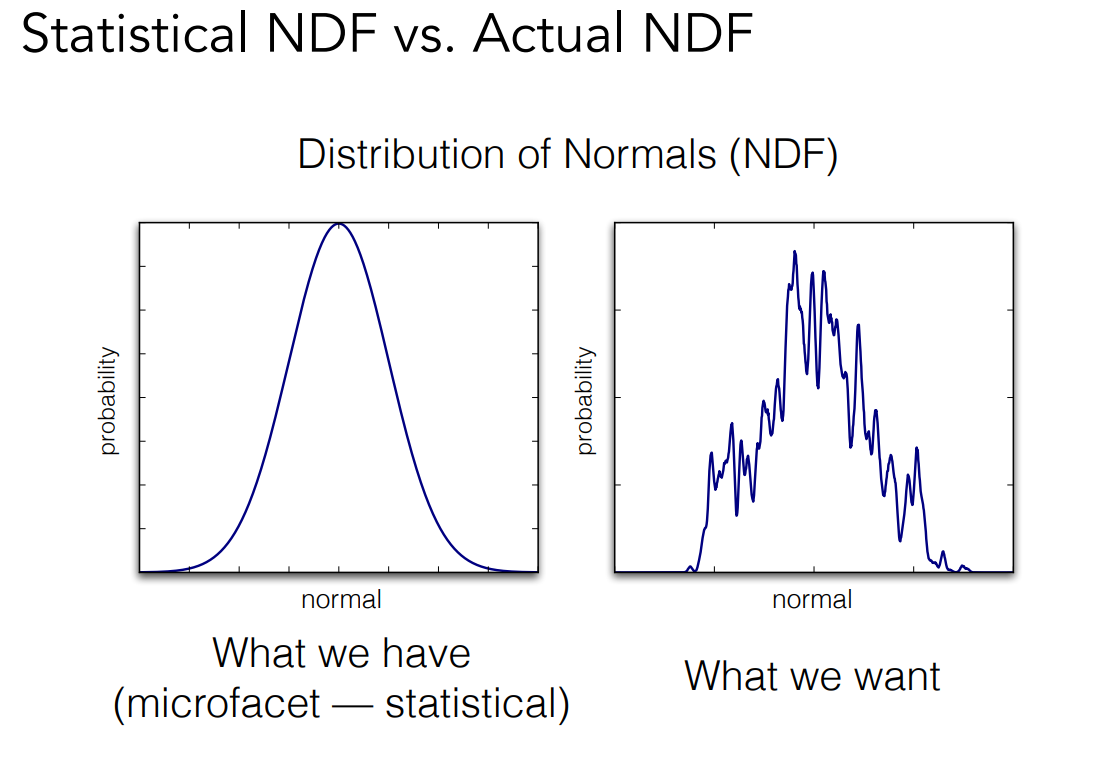 Statistical NDF vs. Actual NDF
Distribution of Normals (NDF)
probability
normal
What we have
(microfacet — statistical)
probability
normal
What we want